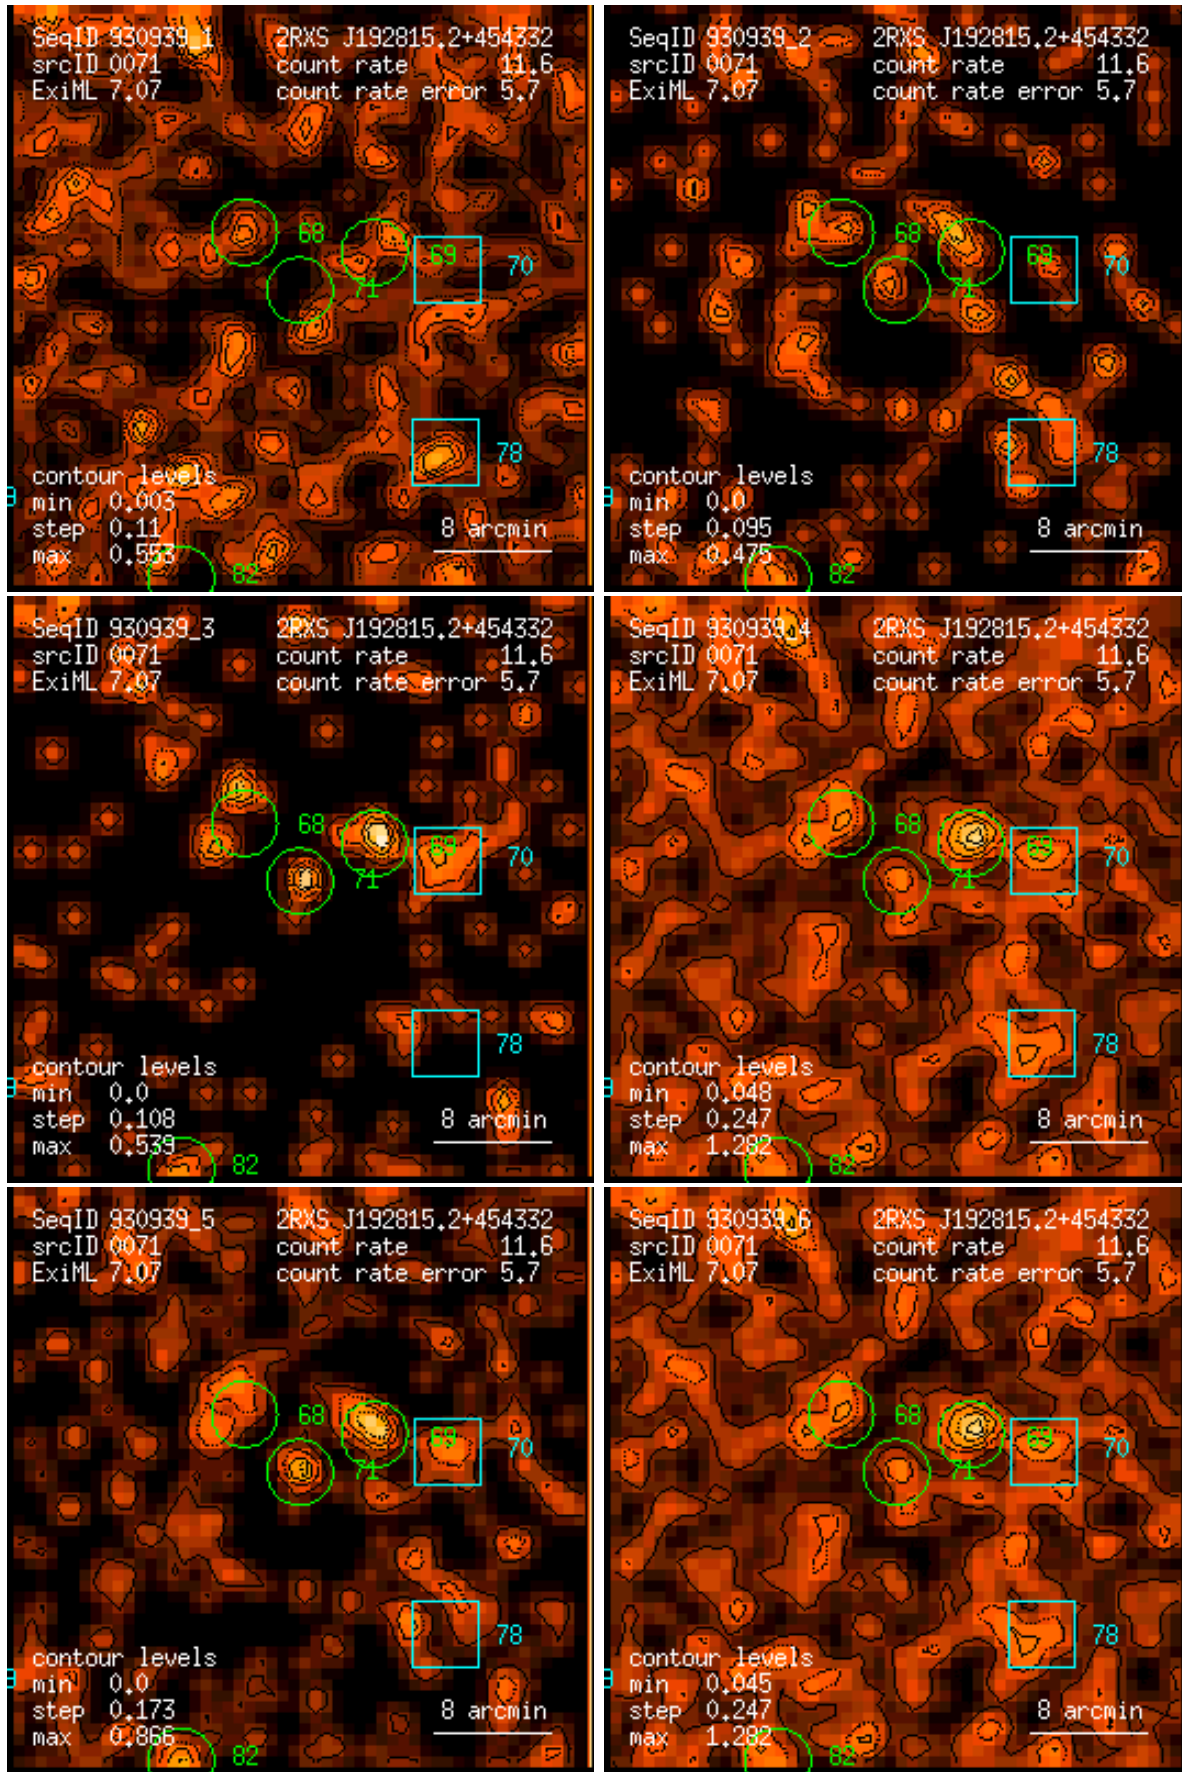 SeqID 930939_1 2RXS J192815.2+454332
srcID 0071 count rate 11.6
ExiML 7.07 count rate error 5.7
68
69
70
71
78
contour levels
min 0.003
step 0.11
max 0.553
8 arcmin
82
SeqID 930939_2 2RXS J192815.2+454332
srcID 0071 count rate 11.6
ExiML 7.07 count rate error 5.7
68
69
70
71
78
contour levels
min 0.0
step 0.095
max 0.475
8 arcmin
82
SeqID 930939_3 2RXS J192815.2+454332
srcID 0071 count rate 11.6
ExiML 7.07 count rate error 5.7
68
69
70
71
78
contour levels
min 0.0
step 0.108
max 0.539
8 arcmin
82
SeqID 930939_4 2RXS J192815.2+454332
srcID 0071 count rate 11.6
ExiML 7.07 count rate error 5.7
68
69
70
71
78
contour levels
min 0.048
step 0.247
max 1.282
8 arcmin
82
SeqID 930939_5 2RXS J192815.2+454332
srcID 0071 count rate 11.6
ExiML 7.07 count rate error 5.7
68
69
70
71
78
contour levels
min 0.0
step 0.173
max 0.866
8 arcmin
82
SeqID 930939_6 2RXS J192815.2+454332
srcID 0071 count rate 11.6
ExiML 7.07 count rate error 5.7
68
69
70
71
78
contour levels
min 0.045
step 0.247
max 1.282
8 arcmin
82